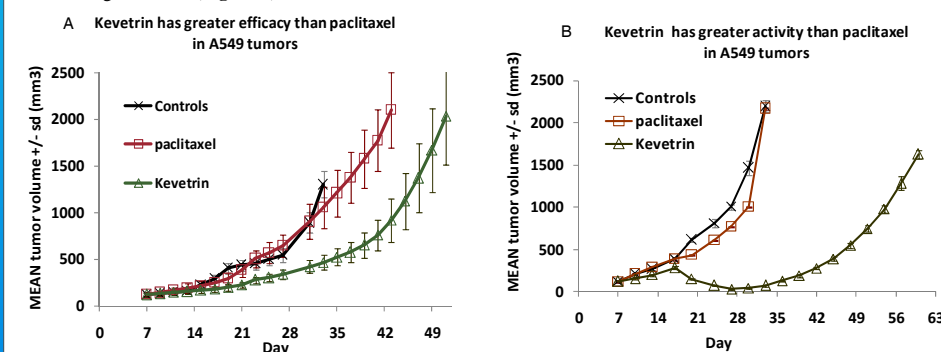 A Kevetrin has greater efficacy than paclitaxel
in A549 tumors
MEAN tumor volume +/- sd (mm3)
2500
2000
1500
1000
500
0
Controls
paclitaxel
Kevetrin
0 7 14 21 28 35 42 49
Day
B Kevetrin has greater activity than paclitaxel
in A549 tumors
MEAN tumor volume +/- sd (mm3)
2500
2000
1500
1000
500
0
Controls
paclitaxel
Kevetrin
0 7 14 21 28 35 42 49 56 63
Day